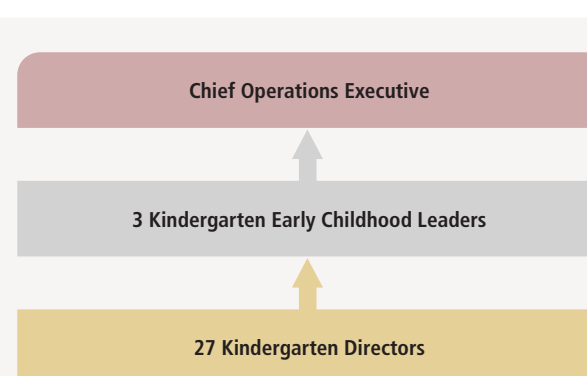 Chief Operations Executive
3 Kindergarten Early Childhood Leaders
27 Kindergarten Directors